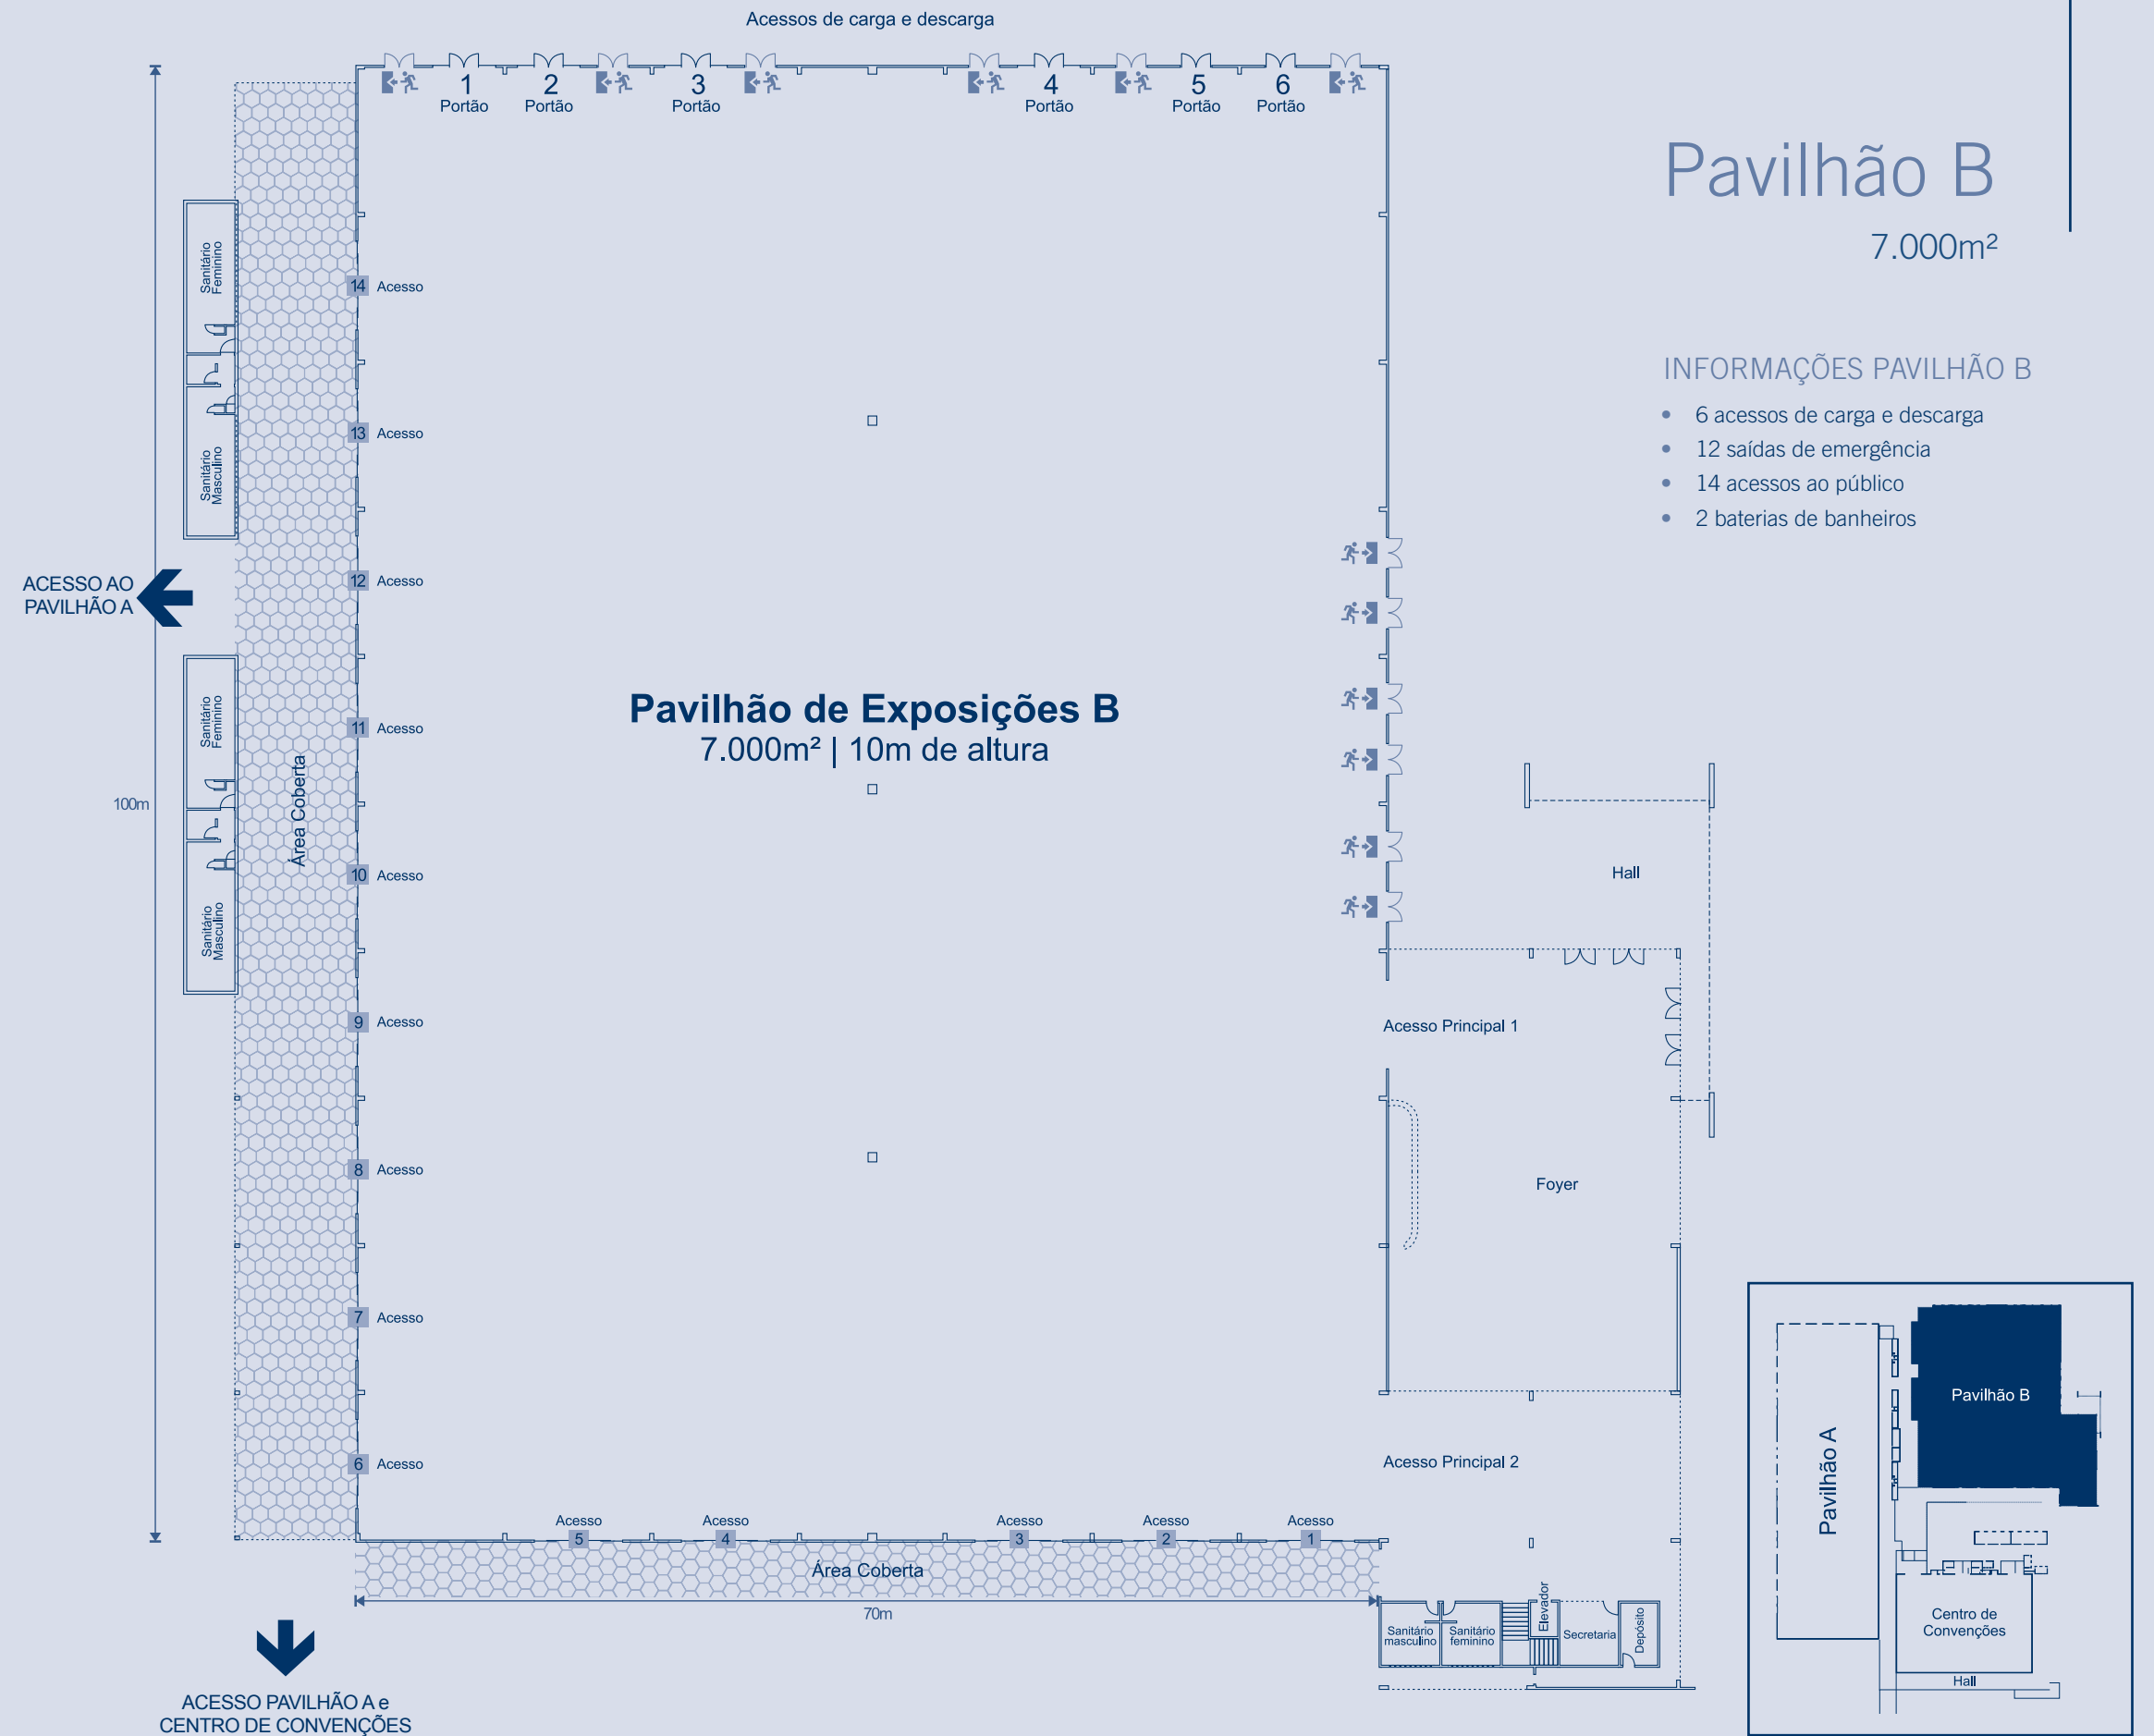 Acessos de carga e descarga
1
Portão
2
Portão
3
Portão
4
Portão
5
Portão
6
Portão
Pavilhão B
7.000m²
INFORMAÇÕES PAVILHÃO B
• 6 acessos de carga e descarga
• 12 saídas de emergência
• 14 acessos ao público
• 2 baterias de banheiros
Sanitário
Feminino
Sanitário
Masculino
14 Acesso
13 Acesso
12 Acesso
11 Acesso
10 Acesso
9 Acesso
8 Acesso
7 Acesso
6 Acesso
ACESSO AO
PAVILHÃO A
Sanitário
Feminino
Sanitário
Masculino
Área Coberta
100m
Pavilhão de Exposições B
7.000m² | 10m de altura
Hall
Acesso Principal 1
Foyer
Acesso Principal 2
Acesso
5
Acesso
4
Acesso
3
Acesso
2
Acesso
1
Área Coberta
70m
Sanitário
masculino
Sanitário
feminino
Elevador
Secretaria
Depósito
ACESSO PAVILHÃO A e
CENTRO DE CONVENÇÕES
Pavilhão A
Pavilhão B
Centro de
Convenções
Hall